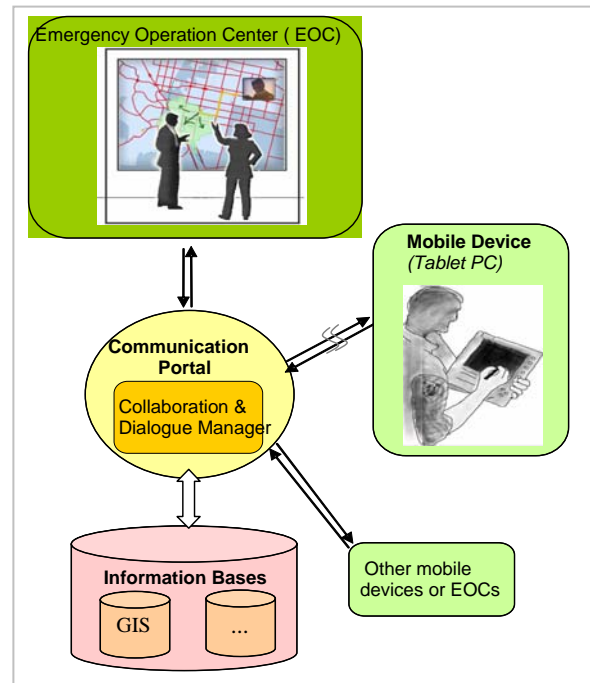 Emergency Operation Center ( EOC)
Mobile Device
(Tablet PC)
Communication
Portal
Collaboration &
Dialogue Manager
Information Bases
GIS
...
Other mobile
devices or EOCs